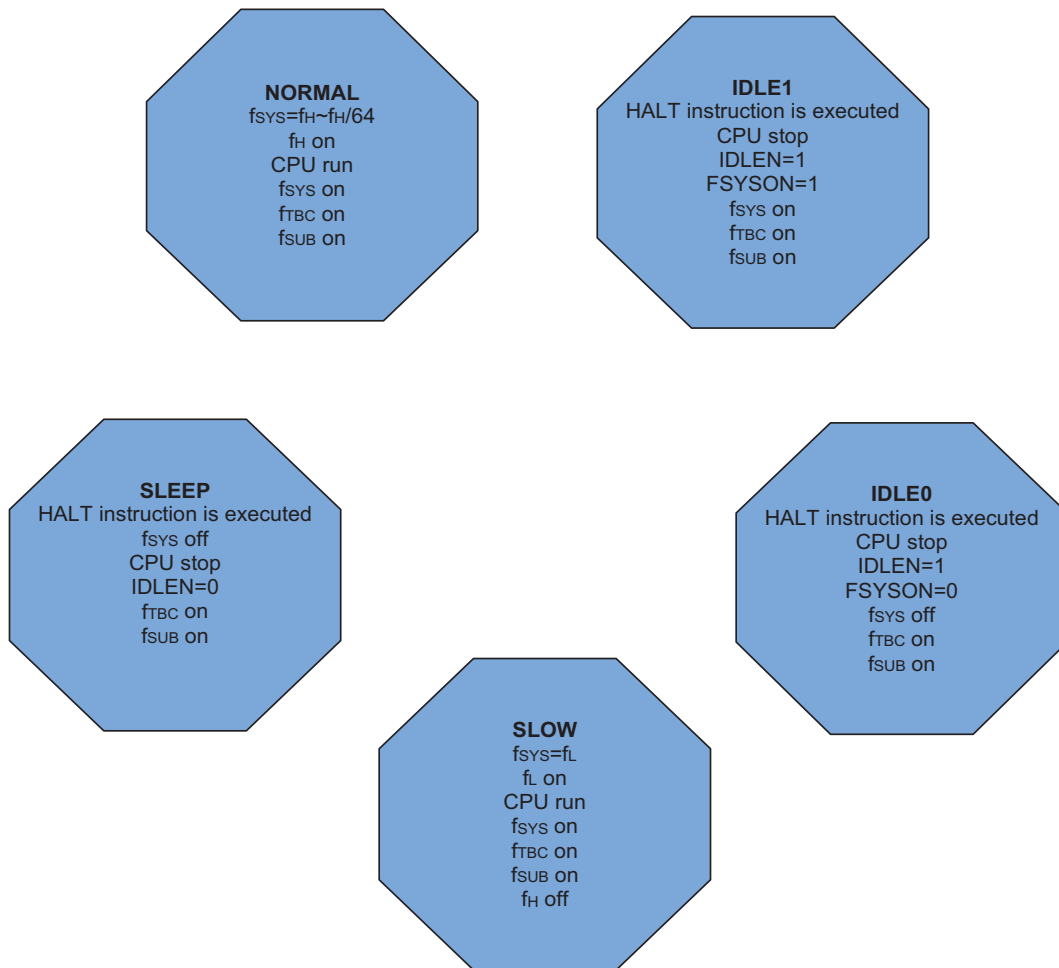 NORMAL
fSYS=fH~fH/64
fH on
CPU run
fSYS on
fTBC on
fSUB on
IDLE1
HALT instruction is executed
CPU stop
IDLEN=1
FSYSON=1
fSYS on
fTBC on
fSUB on
SLEEP
HALT instruction is executed
fSYS off
CPU stop
IDLEN=0
fTBC on
fSUB on
IDLE0
HALT instruction is executed
CPU stop
IDLEN=1
FSYSON=0
fSYS off
fTBC on
fSUB on
SLOW
fSYS=fL
fL on
CPU run
fSYS on
fTBC on
fSUB on
fH off